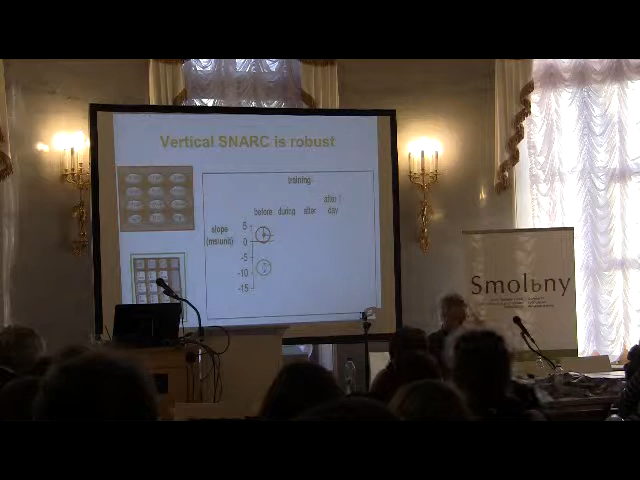 Vertical SNARC is robust
training
after 1
before during after day
slope
(ms/unit)
5
0
-5
-10
-15
Smolьny